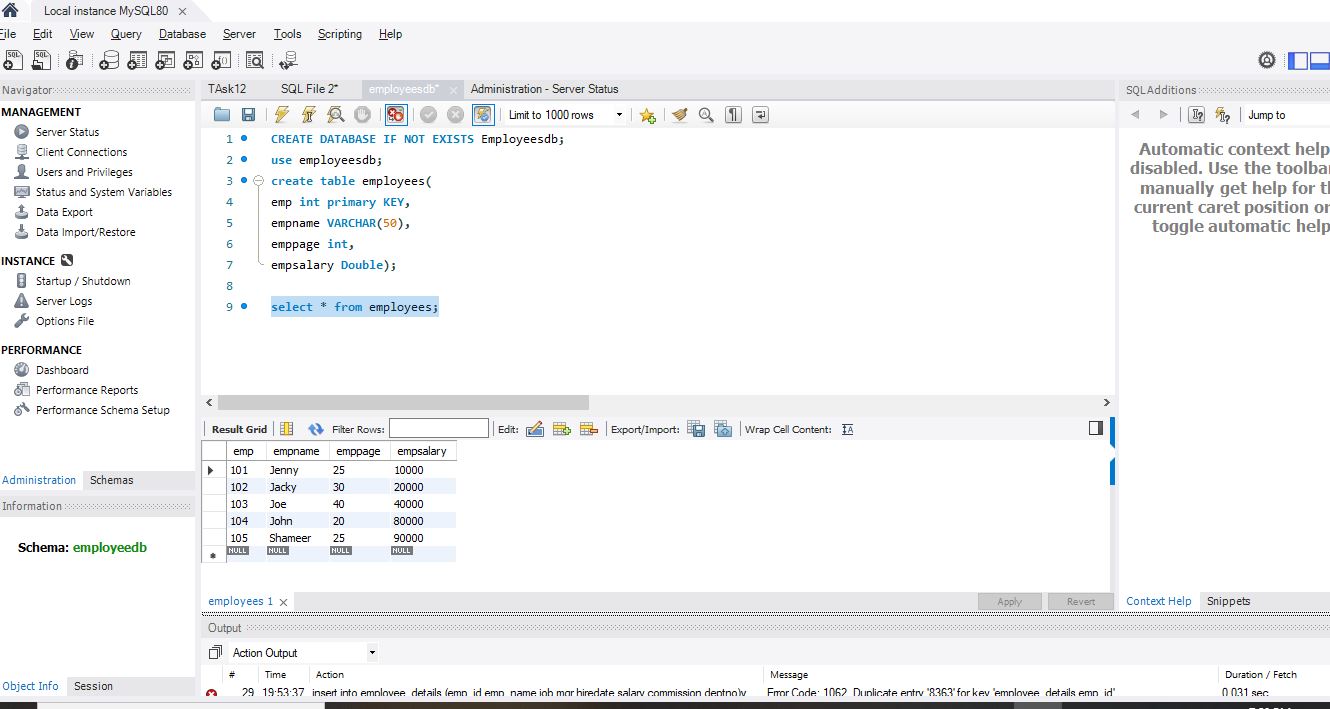 Local instance MySQL80
File Edit View Query Database Server Tools Scripting Help
Navigator
MANAGEMENT
Server Status
Client Connections
Users and Privileges
Status and System Variables
Data Export
Data Import/Restore
INSTANCE
Startup / Shutdown
Server Logs
Options File
PERFORMANCE
Dashboard
Performance Reports
Performance Schema Setup
Administration Schemas
Information
Schema: employeedb
Object Info Session
TAsk12 SQL File 2* employeesdb* Administration - Server Status
Limit to 1000 rows
1 CREATE DATABASE IF NOT EXISTS Employeesdb;
2 use employeesdb;
3 create table employees(
4 emp int primary KEY,
5 empname VARCHAR(50),
6 emppage int,
7 empsalary Double);
8
9 select * from employees;
Result Grid Filter Rows: Edit: Export/Import: Wrap Cell Content:
emp empname emppage empsalary
101 Jenny 25 10000
102 Jacky 30 20000
103 Joe 40 40000
104 John 20 80000
105 Shameer 25 90000
NULL NULL NULL NULL
employees 1 Apply Revert
Output
Action Output
# Time Action Message Duration / Fetch
29 19:53:37 insert into employee_details (emp_id,emp_name,job,mgr,hiredate,salary,commission,deptno)v Error Code: 1062. Duplicate entry '8363' for key 'employee_details.emp_id' 0.031 sec
SQLAdditions
Jump to
Automatic context help
disabled. Use the toolba
manually get help for t
current caret position or
toggle automatic help
Context Help Snippets